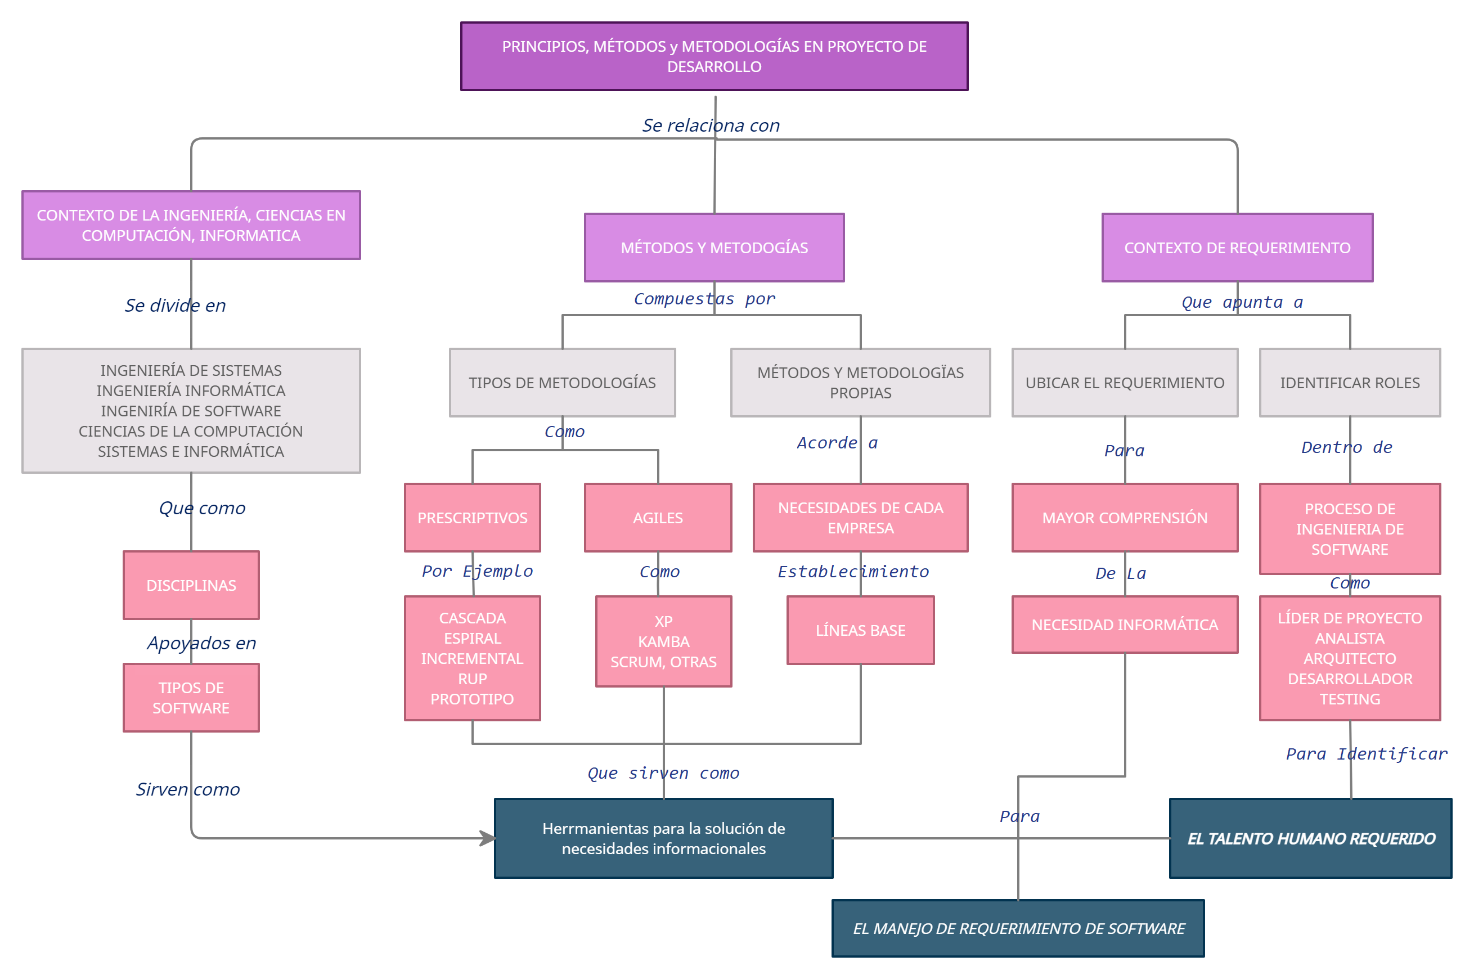 PRINCIPIOS, MÉTODOS y METODOLOGÍAS EN PROYECTO DE
DESARROLLO
Se relaciona con
CONTEXTO DE LA INGENIERÍA, CIENCIAS EN
COMPUTACIÓN, INFORMATICA
MÉTODOS Y METODOGÍAS
CONTEXTO DE REQUERIMIENTO
Se divide en
Compuestas por
Que apunta a
INGENIERÍA DE SISTEMAS
INGENIERÍA INFORMÁTICA
INGENIRÍA DE SOFTWARE
CIENCIAS DE LA COMPUTACIÓN
SISTEMAS E INFORMÁTICA
TIPOS DE METODOLOGÍAS
MÉTODOS Y METODOLOGÏAS
PROPIAS
UBICAR EL REQUERIMIENTO
IDENTIFICAR ROLES
Como
Acorde a
Para
Dentro de
Que como
PRESCRIPTIVOS
AGILES
NECESIDADES DE CADA
EMPRESA
MAYOR COMPRENSIÓN
PROCESO DE
INGENIERIA DE
SOFTWARE
DISCIPLINAS
Por Ejemplo
Como
Establecimiento
De La
Como
CASCADA
ESPIRAL
INCREMENTAL
RUP
PROTOTIPO
XP
KAMBA
SCRUM, OTRAS
LÍNEAS BASE
NECESIDAD INFORMÁTICA
LÍDER DE PROYECTO
ANALISTA
ARQUITECTO
DESARROLLADOR
TESTING
Apoyados en
TIPOS DE
SOFTWARE
Sirven como
Que sirven como
Para Identificar
Herrmanientas para la solución de
necesidades informacionales
Para
EL TALENTO HUMANO REQUERIDO
EL MANEJO DE REQUERIMIENTO DE SOFTWARE